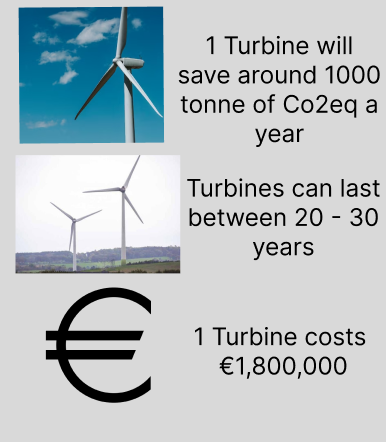 1 Turbine will
save around 1000
tonne of Co2eq a
year
Turbines can last
between 20 - 30
years
€
1 Turbine costs
€1,800,000